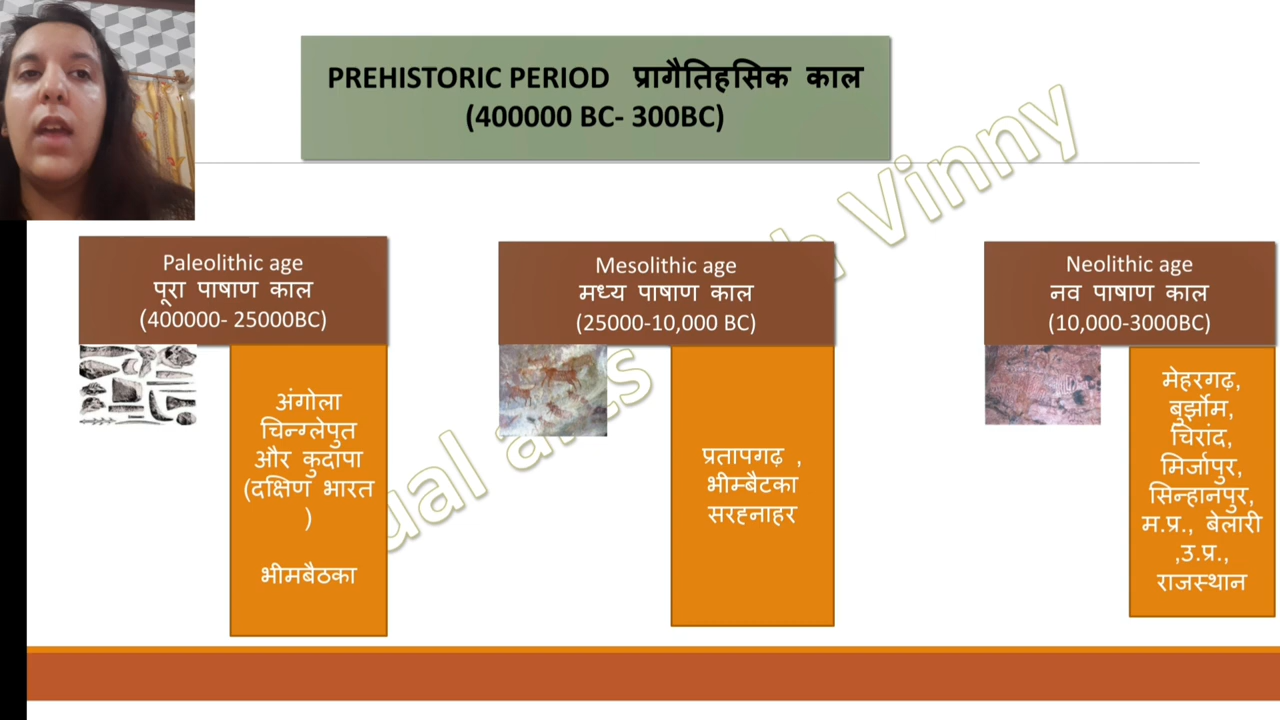 PREHISTORIC PERIOD प्रागैतिहसिक काल
(400000 BC- 300BC)
Paleolithic age
पूरा पाषाण काल
(400000- 25000BC)
अंगोला
चिन्ग्लेपुत
और कुदापा
(दक्षिण भारत
)
भीमबैठका
Mesolithic age
मध्य पाषाण काल
(25000-10,000 BC)
प्रतापगढ़ ,
भीम्बैटका
सरह्नाहर
Neolithic age
नव पाषाण काल
(10,000-3000BC)
मेहरगढ़,
बुर्झोम,
चिरांद,
मिर्जापुर,
सिन्हानपुर,
म.प्र., बेलारी
,उ.प्र.,
राजस्थान
Vinny